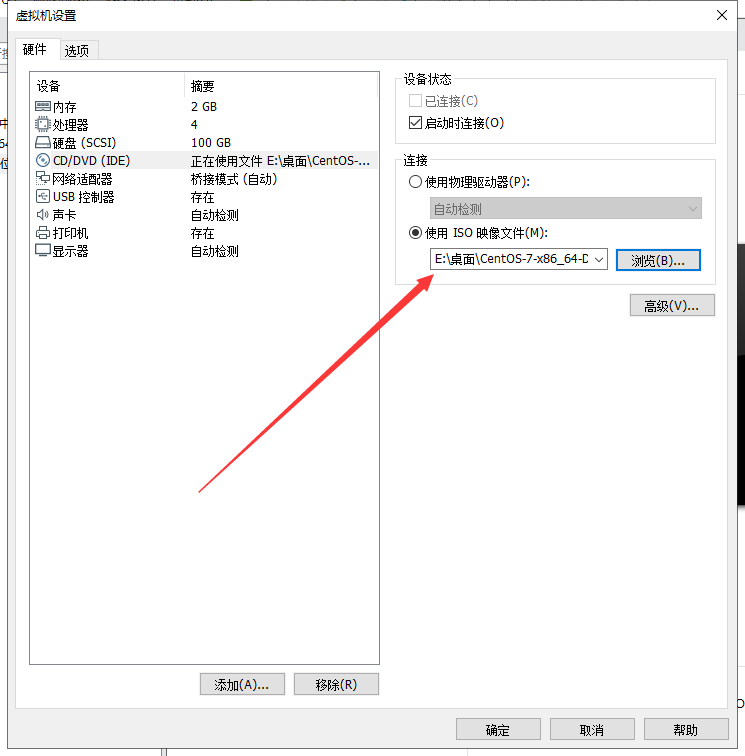 虚拟机设置
硬件 选项
设备 摘要
内存 2 GB
处理器 4
硬盘 (SCSI) 100 GB
CD/DVD (IDE) 正在使用文件 E:\桌面\CentOS-...
网络适配器 桥接模式 (自动)
USB 控制器 存在
声卡 自动检测
打印机 存在
显示器 自动检测
添加(A)... 移除(R)
设备状态
已连接(C)
启动时连接(O)
连接
使用物理驱动器(P):
自动检测
使用 ISO 映像文件(M):
E:\桌面\CentOS-7-x86_64-D
浏览(B)...
高级(V)...
确定 取消 帮助